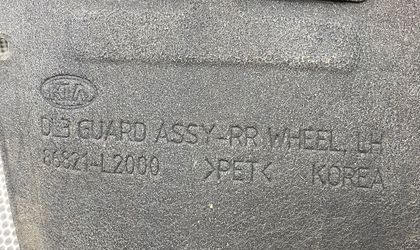 KIA
DL3 GUARD ASSY-RR WHEEL, LH
86821-L2000 >PET< KOREA